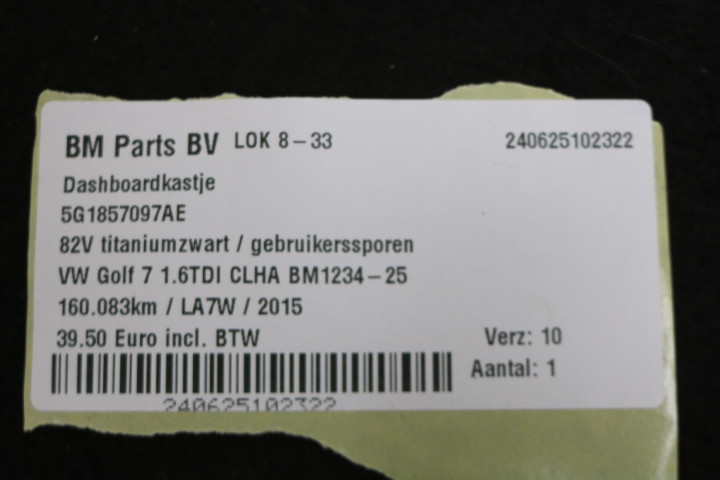 BM Parts BV LOK 8-33 240625102322
Dashboardkastje
5G1857097AE
82V titaniumzwart / gebruikerssporen
VW Golf 7 1.6TDI CLHA BM1234-25
160.083km / LA7W / 2015
39.50 Euro incl. BTW Verz: 10
Aantal: 1
240625102322